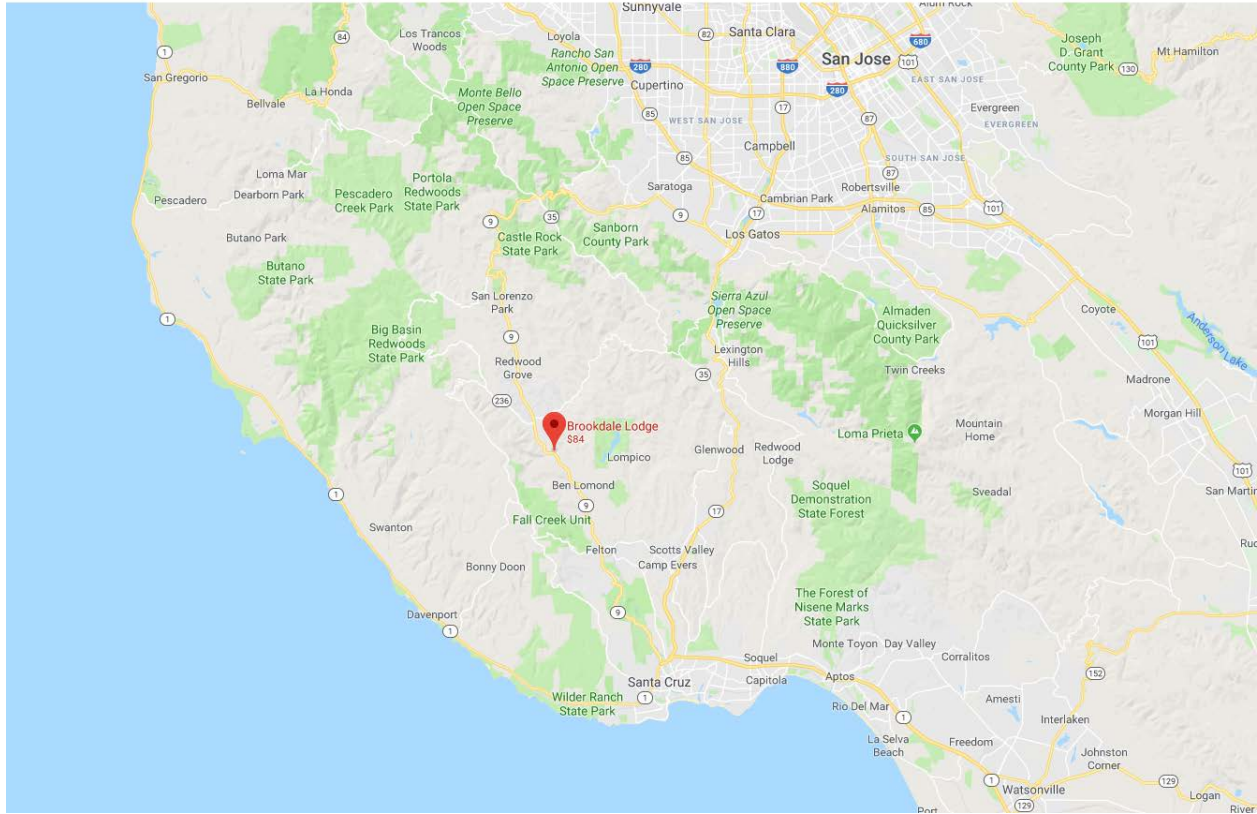 Sunnyvale
Alum Rock
1
84
Los Trancos
Woods
Loyola
82
Santa Clara
680
Joseph
D. Grant
County Park
Mt Hamilton
Rancho San
Antonio Open
Space Preserve
280
880
San Jose
101
130
San Gregorio
La Honda
Bellvale
Monte Bello
Open Space
Preserve
Cupertino
280
EAST SAN JOSE
85
17
87
Evergreen
EVERGREEN
WEST SAN JOSE
Campbell
SOUTH SAN JOSE
85
87
Loma Mar
Dearborn Park
Pescadero
Pescadero
Creek Park
Portola
Redwoods
State Park
Saratoga
Cambrian Park
Robertsville
Alamitos
85
101
9
35
9
17
Los Gatos
Butano Park
Castle Rock
State Park
Sanborn
County Park
Butano
State Park
San Lorenzo
Park
Sierra Azul
Open Space
Preserve
Almaden
Quicksilver
County Park
Coyote
Anderson Lake
1
Big Basin
Redwoods
State Park
9
Redwood
Grove
Lexington
Hills
35
Twin Creeks
101
Madrone
Morgan Hill
236
Brookdale Lodge
$84
Lompico
Glenwood
Redwood
Lodge
Loma Prieta
Mountain
Home
101
San Martin
Ben Lomond
1
9
Soquel
Demonstration
State Forest
Sveadal
Swanton
Fall Creek Unit
17
Felton
Scotts Valley
Camp Evers
Ruc
Bonny Doon
The Forest of
Nisene Marks
State Park
Davenport
1
9
Monte Toyon
Day Valley
Soquel
Corralitos
Santa Cruz
Capitola
Aptos
152
Wilder Ranch
State Park
1
Rio Del Mar
Amesti
1
Interlaken
La Selva
Beach
Freedom
Johnston
Corner
1
129
Watsonville
129
Logan
Port
River